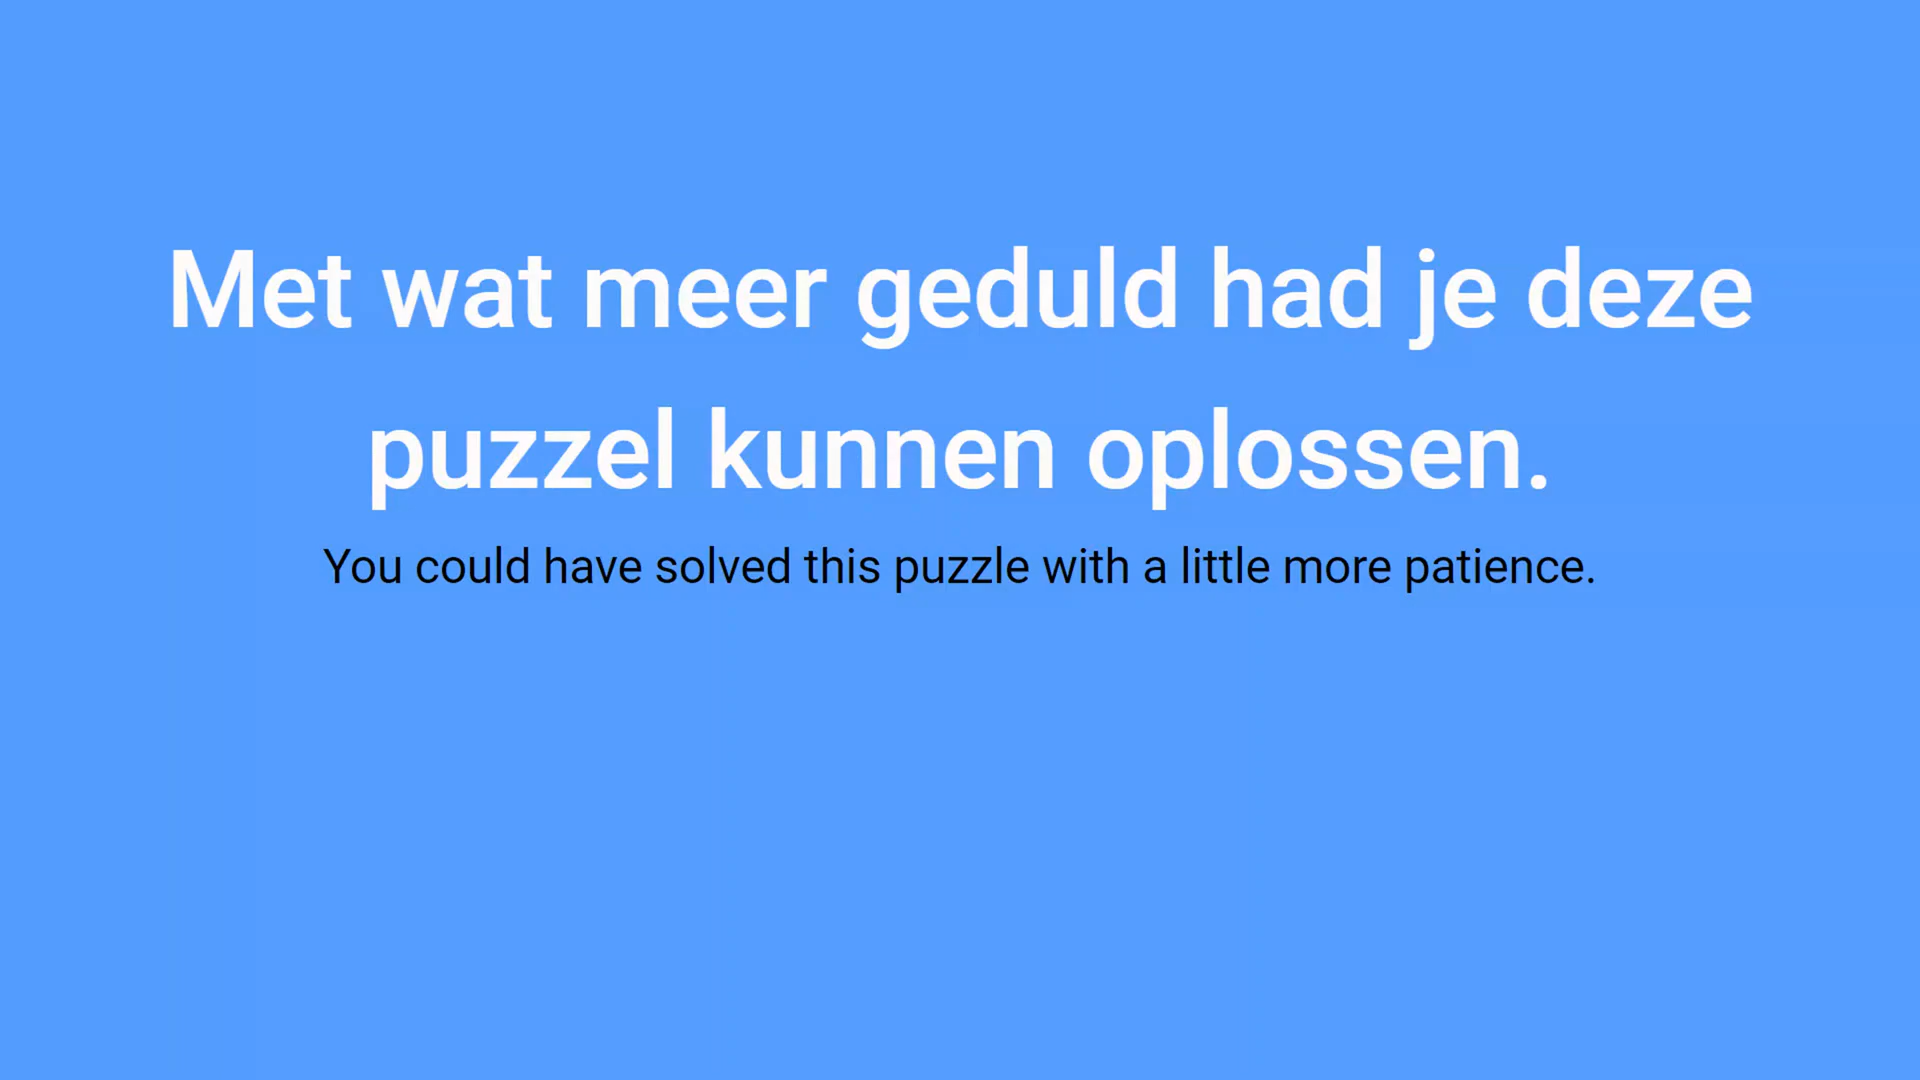 Met wat meer geduld had je deze
puzzel kunnen oplossen.
You could have solved this puzzle with a little more patience.